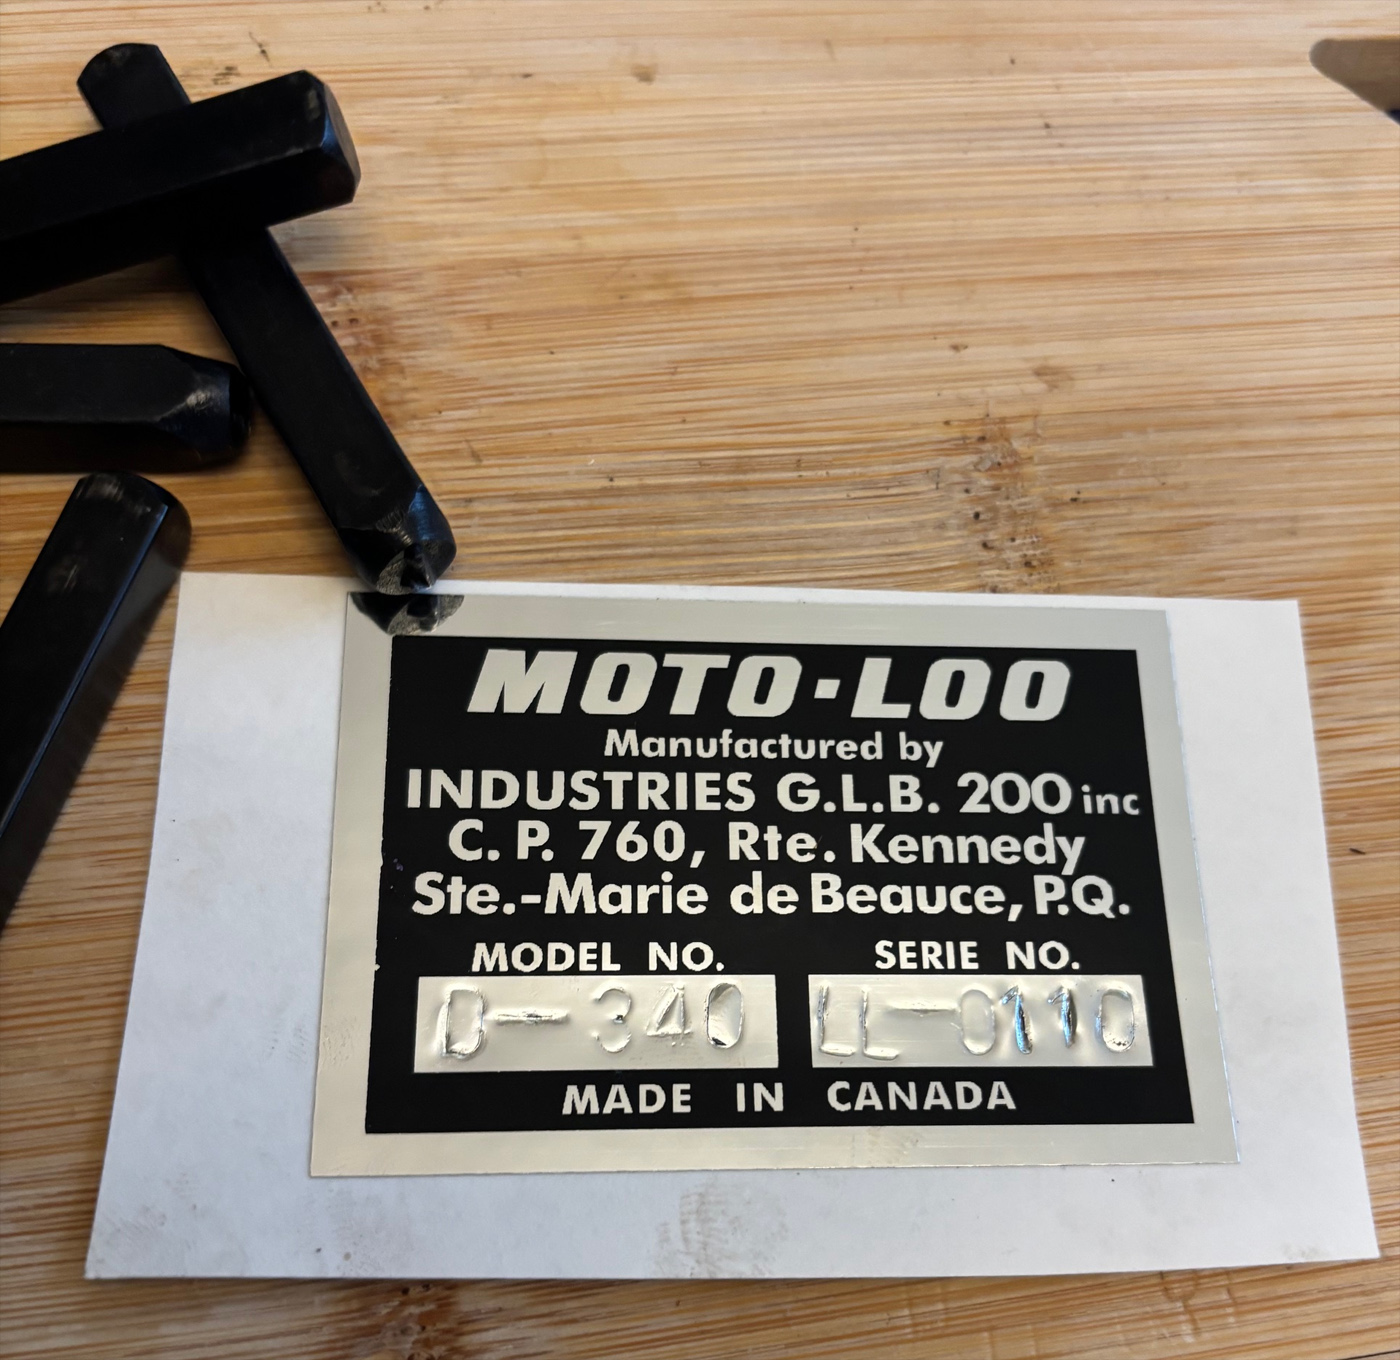 MOTO·LOO
Manufactured by
INDUSTRIES G.L.B. 200 inc
C.P. 760, Rte. Kennedy
Ste.-Marie de Beauce, P.Q.
MODEL NO. SERIE NO.
D-340 LL-0110
MADE IN CANADA